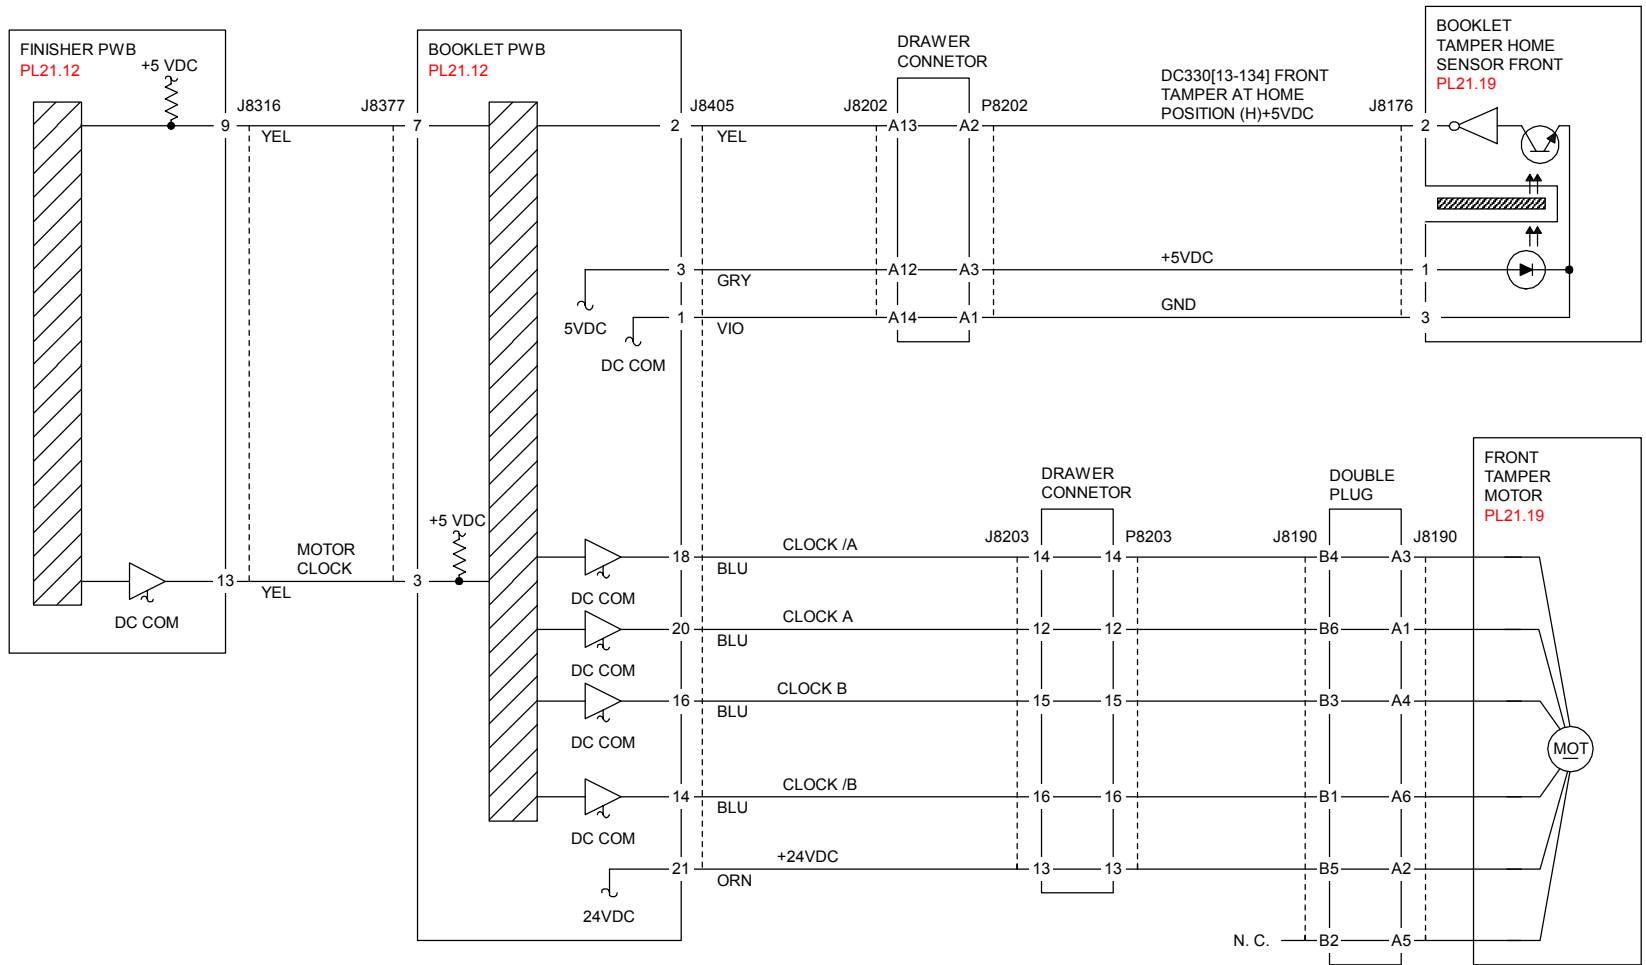 FINISHER PWB
PL21.12
+5 VDC
9
J8316
YEL
J8377
7
BOOKLET PWB
PL21.12
J8405
2
YEL
DRAWER
CONNETOR
J8202
A13
A2
P8202
DC330[13-134] FRONT
TAMPER AT HOME
POSITION (H)+5VDC
J8176
2
BOOKLET
TAMPER HOME
SENSOR FRONT
PL21.19
3
GRY
A12
A3
+5VDC
1
5VDC
1
VIO
A14
A1
GND
3
DC COM
DC COM
13
YEL
MOTOR
CLOCK
3
+5 VDC
DRAWER
CONNETOR
DOUBLE
PLUG
FRONT
TAMPER
MOTOR
PL21.19
J8203
P8203
J8190
J8190
DC COM
18
BLU
CLOCK /A
14
14
B4
A3
DC COM
20
BLU
CLOCK A
12
12
B6
A1
DC COM
16
BLU
CLOCK B
15
15
B3
A4
MOT
DC COM
14
BLU
CLOCK /B
16
16
B1
A6
24VDC
21
ORN
+24VDC
13
13
B5
A2
N. C.
B2
A5